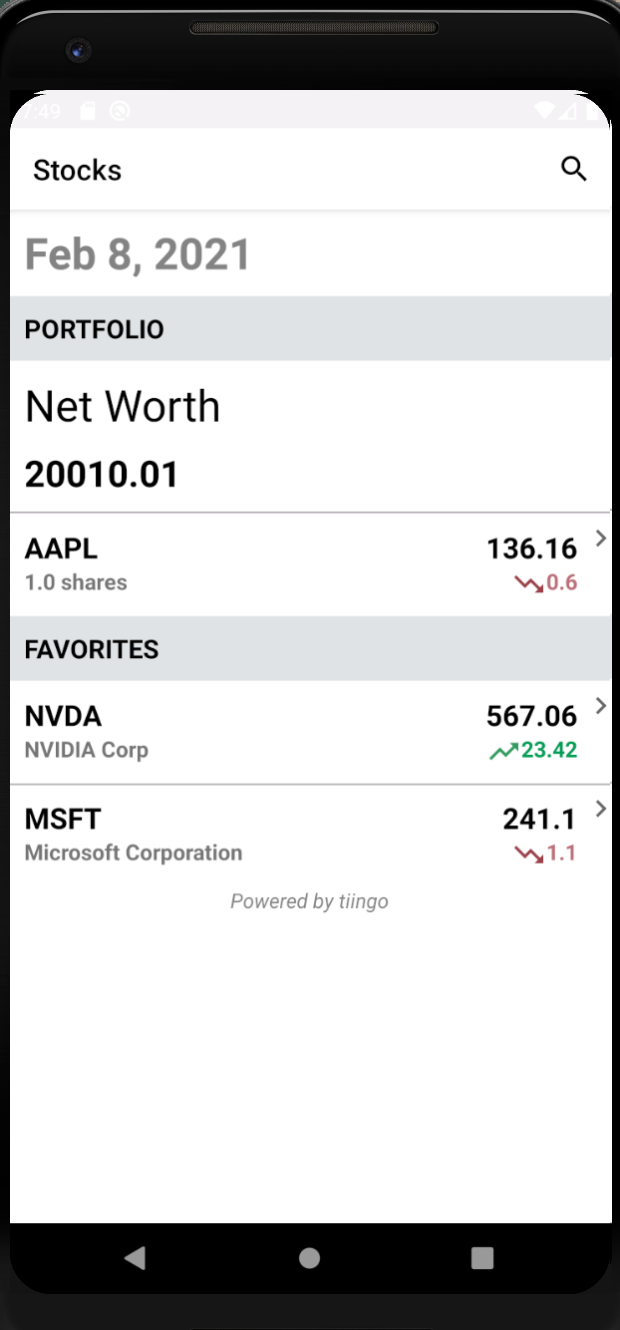 7:49
Stocks
Feb 8, 2021
PORTFOLIO
Net Worth
20010.01
AAPL 136.16
1.0 shares 0.6
FAVORITES
NVDA 567.06
NVIDIA Corp 23.42
MSFT 241.1
Microsoft Corporation 1.1
Powered by tiingo